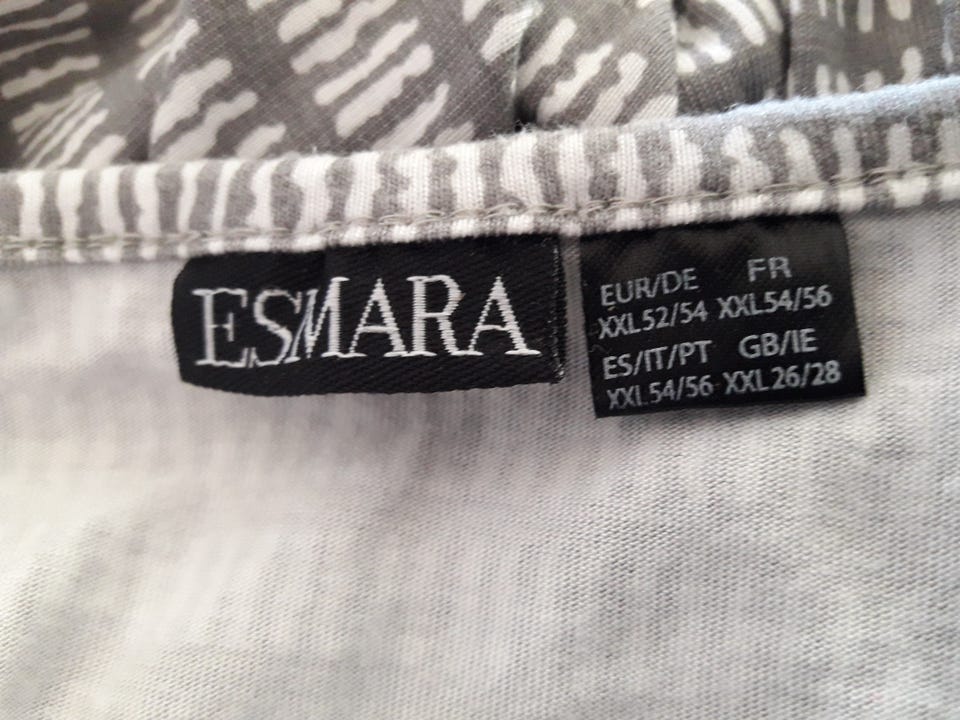 ESMARA
EUR/DE FR
XXL52/54 XXL54/56
ES/IT/PT GB/IE
XXL54/56 XXL26/28